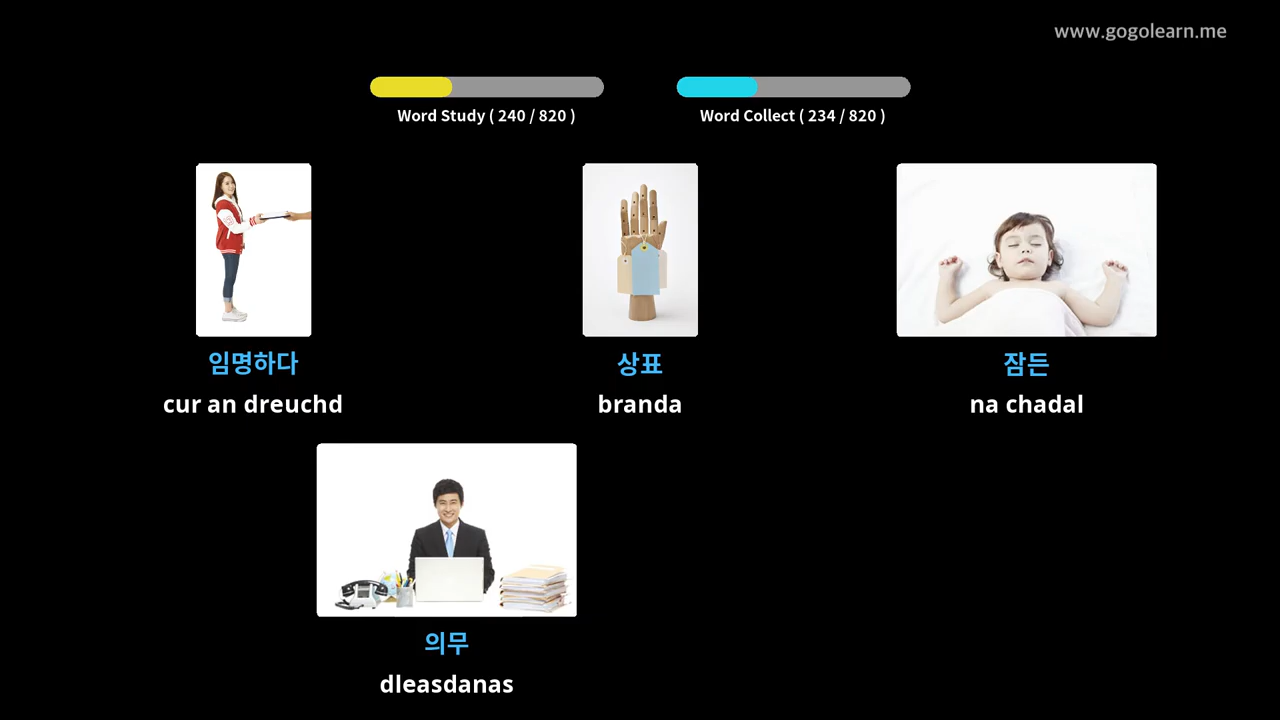 www.gogolearn.me
Word Study ( 240 / 820 )
Word Collect ( 234 / 820 )
임명하다
cur an dreuchd
상표
branda
잠든
na chadal
의무
dleasdanas